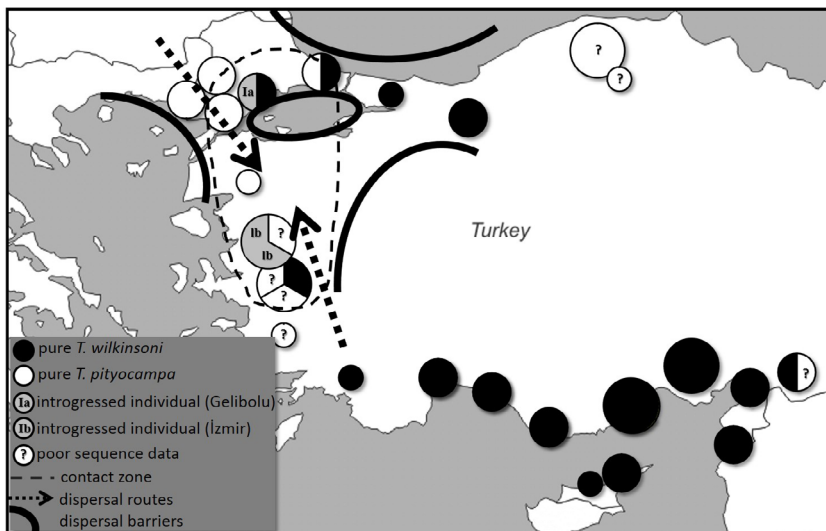 ?
?
Ia
Ib
?
Ib
?
?
?
Turkey
?
pure T. wilkinsoni
pure T. pityocampa
Ia introgressed individual (Gelibolu)
Ib introgressed individual (İzmir)
? poor sequence data
contact zone
dispersal routes
dispersal barriers